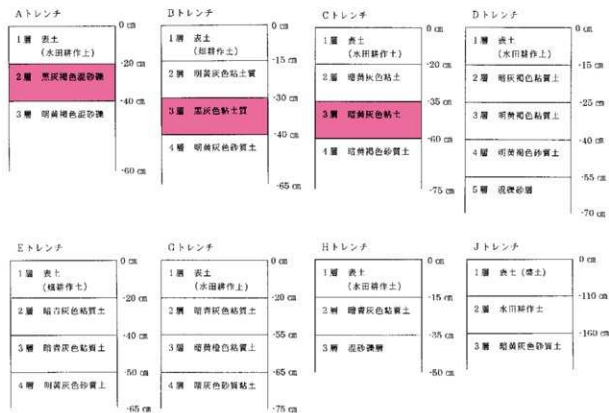 Aトレンチ
0 cm
1層 表土
(水田耕作土)
-20 cm
2層 黒灰褐色混砂礫
-40 cm
3層 明黄褐色混砂礫
-60 cm
Bトレンチ
0 cm
1層 表土
(畑耕作土)
-15 cm
2層 明黄灰色粘土質
-30 cm
3層 黒灰色粘土質
-40 cm
4層 明黄灰色砂質土
-65 cm
Cトレンチ
0 cm
1層 表土
(水田耕作土)
-20 cm
2層 暗黄灰色粘土
-35 cm
3層 暗黄灰色粘土
-60 cm
4層 暗黄褐色砂質土
-75 cm
Dトレンチ
0 cm
1層 表土
(水田耕作土)
-15 cm
2層 暗灰褐色粘質土
-25 cm
3層 明黄褐色粘質土
-40 cm
4層 明黄褐色砂質土
-55 cm
5層 混礫砂層
-70 cm
Eトレンチ
0 cm
1層 表土
(畑耕作土)
-20 cm
2層 暗青灰色粘質土
-40 cm
3層 暗青灰色粘質土
-50 cm
4層 明黄灰色砂質土
-65 cm
Gトレンチ
0 cm
1層 表土
(水田耕作土)
-20 cm
2層 暗青灰色粘質土
-55 cm
3層 暗黄橙色粘質土
-65 cm
4層 暗灰色砂質粘土
-75 cm
Hトレンチ
0 cm
1層 表土
(水田耕作土)
-15 cm
2層 暗青灰色粘質土
-35 cm
3層 混砂礫層
-50 cm
Jトレンチ
0 cm
1層 表土(盛土)
-110 cm
2層 水田耕作土
-160 cm
3層 暗黄灰色砂質土